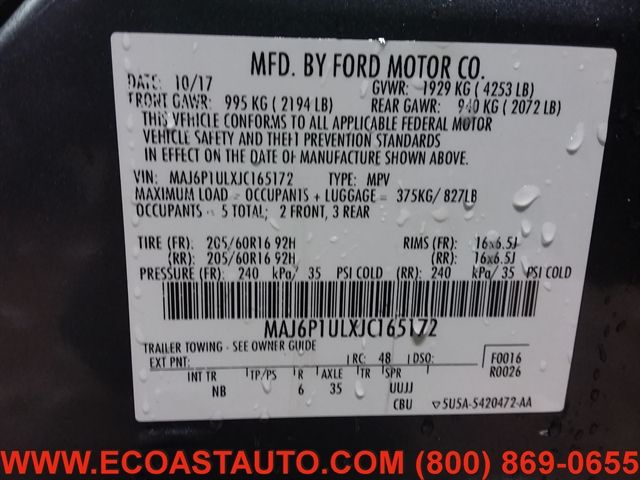 MFD. BY FORD MOTOR CO.
DATE: 10/17 GVWR: 1929 KG ( 4253 LB)
FRONT GAWR: 995 KG ( 2194 LB) REAR GAWR: 940 KG ( 2072 LB)
THIS VEHICLE CONFORMS TO ALL APPLICABLE FEDERAL MOTOR
VEHICLE SAFETY AND THEFT PREVENTION STANDARDS
IN EFFECT ON THE DATE OF MANUFACTURE SHOWN ABOVE.
VIN: MAJ6P1ULXJC165172 TYPE: MPV
MAXIMUM LOAD = OCCUPANTS + LUGGAGE = 375KG/ 827LB
OCCUPANTS - 5 TOTAL; 2 FRONT, 3 REAR
TIRE (FR): 205/60R16 92H RIMS (FR): 16x6.5J
(RR): 205/60R16 92H (RR): 16x6.5J
PRESSURE (FR): 240 kPa/ 35 PSI COLD (RR): 240 kPa/ 35 PSI COLD
MAJ6P1ULXJC165172
TRAILER TOWING - SEE OWNER GUIDE
EXT PNT: RC: 48 DSO: F0016
INT TR TP/PS R AXLE TR SPR R0026
NB 6 35 UUJJ
CBU SU5A-S420472-AA
WWW.ECOASTAUTO.COM (800) 869-0655